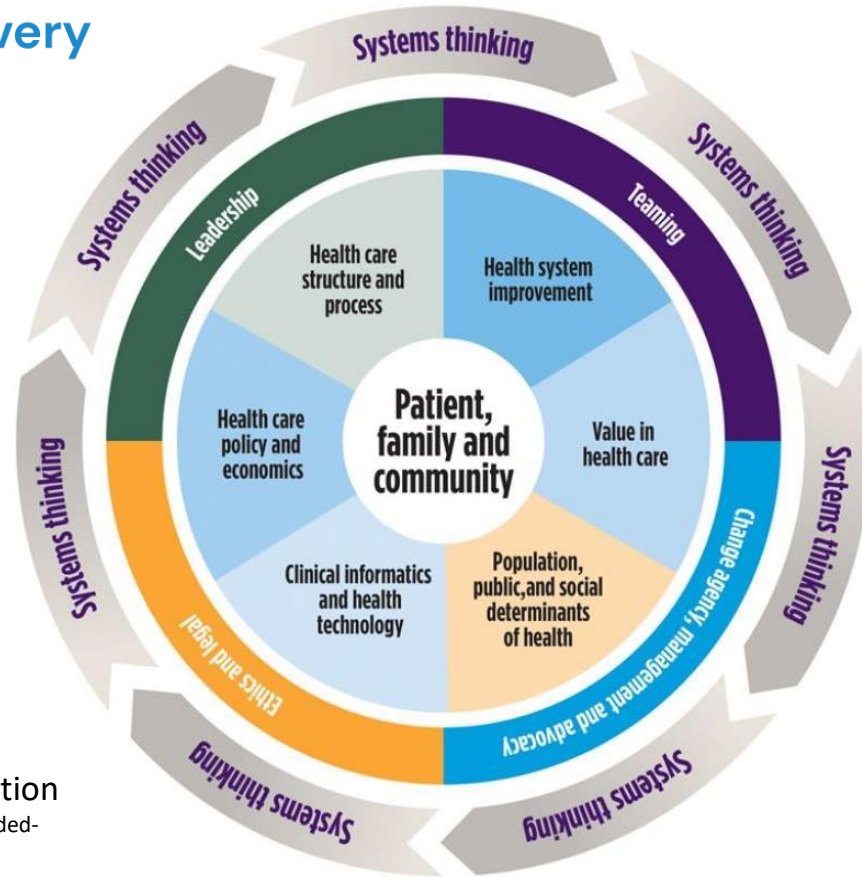 very
Systems thinking
Systems thinking
Systems thinking
Systems thinking
Systems thinking
Systems thinking
Systems thinking
Systems thinking
Leadership
Teaming
Change agency, management and advocacy
Ethics and legal
Health care
structure and
process
Health system
improvement
Value in
health care
Population,
public,and social
determinants
of health
Clinical informatics
and health
technology
Health care
policy and
economics
Patient,
family and
community
tion
ded-